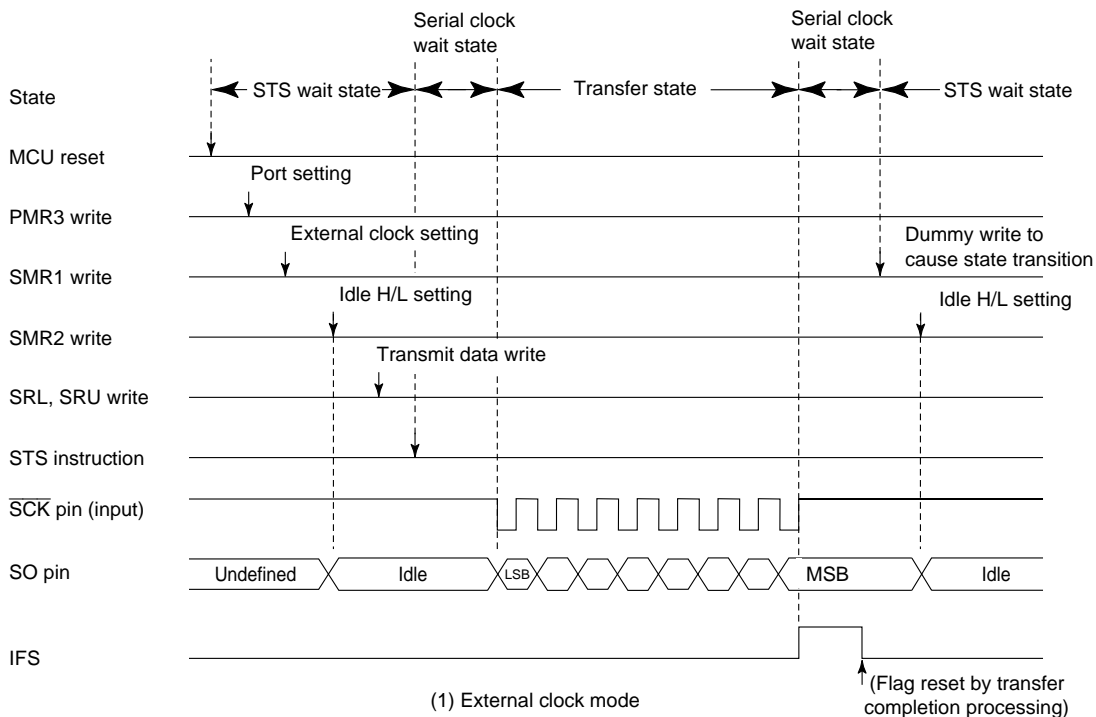 Serial clock
wait state
Serial clock
wait state
State
STS wait state
Transfer state
STS wait state
MCU reset
Port setting
PMR3 write
External clock setting
Dummy write to
cause state transition
SMR1 write
Idle H/L setting
Idle H/L setting
SMR2 write
Transmit data write
SRL, SRU write
STS instruction
SCK pin (input)
SO pin
Undefined
Idle
LSB
MSB
Idle
IFS
(Flag reset by transfer
completion processing)
(1) External clock mode